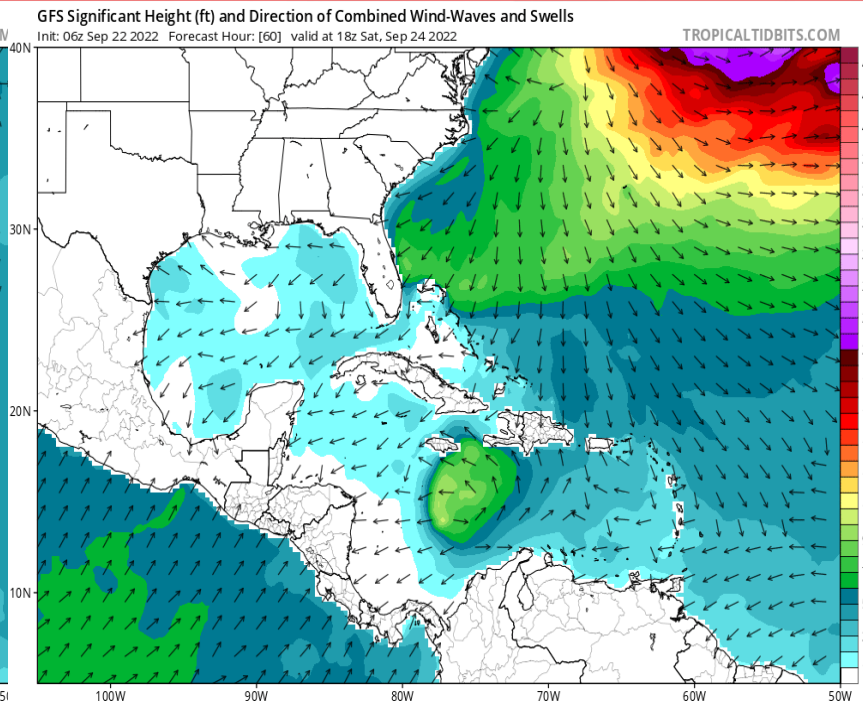 GFS Significant Height (ft) and Direction of Combined Wind-Waves and Swells
Init: 06z Sep 22 2022 Forecast Hour: [60] valid at 18z Sat, Sep 24 2022 TROPICALTIDBITS.COM
40N
30N
20N
10N
100W 90W 80W 70W 60W 50W